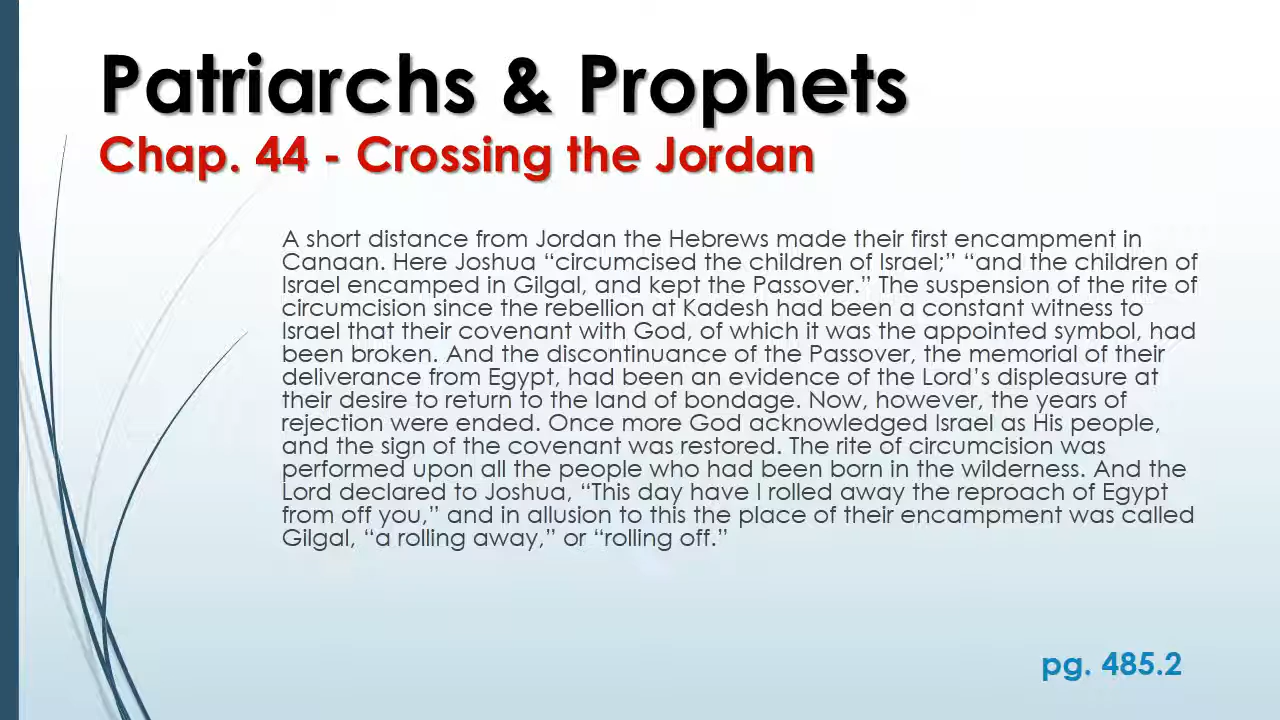 Patriarchs & Prophets
Chap. 44 - Crossing the Jordan
A short distance from Jordan the Hebrews made their first encampment in
Canaan. Here Joshua “circumcised the children of Israel;” “and the children of
Israel encamped in Gilgal, and kept the Passover.” The suspension of the rite of
circumcision since the rebellion at Kadesh had been a constant witness to
Israel that their covenant with God, of which it was the appointed symbol, had
been broken. And the discontinuance of the Passover, the memorial of their
deliverance from Egypt, had been an evidence of the Lord’s displeasure at
their desire to return to the land of bondage. Now, however, the years of
rejection were ended. Once more God acknowledged Israel as His people,
and the sign of the covenant was restored. The rite of circumcision was
performed upon all the people who had been born in the wilderness. And the
Lord declared to Joshua, “This day have I rolled away the reproach of Egypt
from off you,” and in allusion to this the place of their encampment was called
Gilgal, “a rolling away,” or “rolling off.”
pg. 485.2